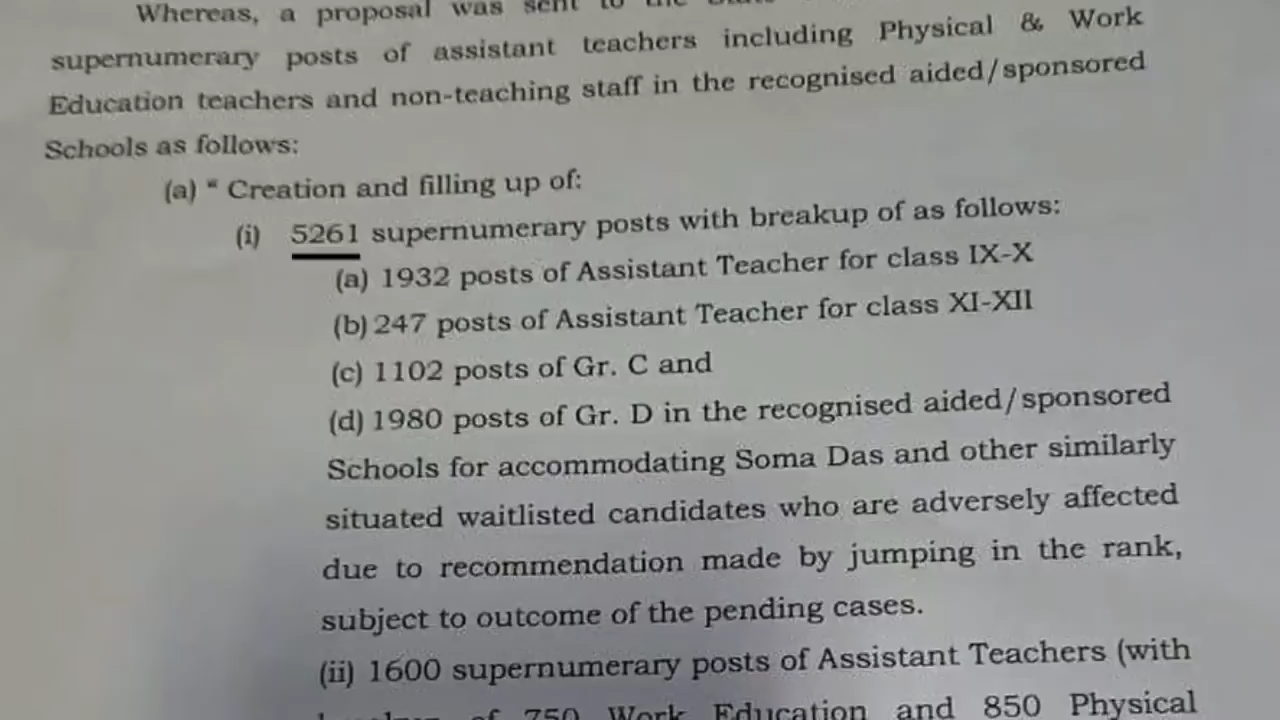 Whereas, a proposal was sent to the State
supernumerary posts of assistant teachers including Physical & Work
Education teachers and non-teaching staff in the recognised aided/sponsored
Schools as follows:
(a) “ Creation and filling up of:
(i) 5261 supernumerary posts with breakup of as follows:
(a) 1932 posts of Assistant Teacher for class IX-X
(b) 247 posts of Assistant Teacher for class XI-XII
(c) 1102 posts of Gr. C and
(d) 1980 posts of Gr. D in the recognised aided/sponsored
Schools for accommodating Soma Das and other similarly
situated waitlisted candidates who are adversely affected
due to recommendation made by jumping in the rank,
subject to outcome of the pending cases.
(ii) 1600 supernumerary posts of Assistant Teachers (with
of 750 Work Education and 850 Physical